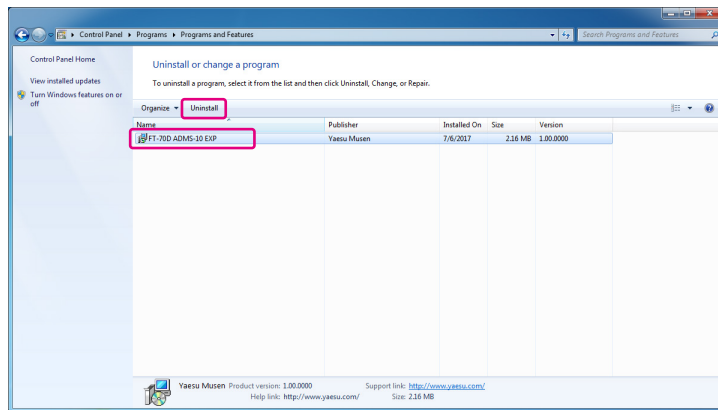 Control Panel ▸ Programs ▸ Programs and Features
Search Programs and Features
Control Panel Home
View installed updates
Turn Windows features on or
off
Uninstall or change a program
To uninstall a program, select it from the list and then click Uninstall, Change, or Repair.
Organize Uninstall
Name Publisher Installed On Size Version
FT-70D ADMS-10 EXP Yaesu Musen 7/6/2017 2.16 MB 1.00.0000
Yaesu Musen Product version: 1.00.0000 Support link: http://www.yaesu.com/
Help link: http://www.yaesu.com/ Size: 2.16 MB